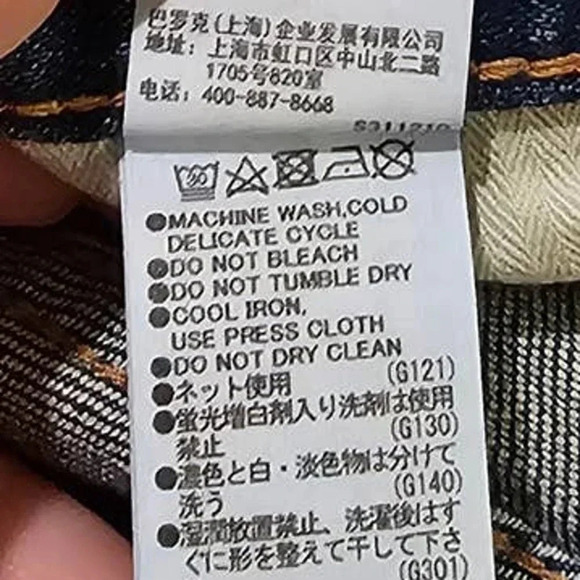 巴罗克(上海)企业发展有限公司
地址：上海市虹口区中山北二路
1705号820室
电话：400-887-8668
S311210
30
●MACHINE WASH,COLD
DELICATE CYCLE
●DO NOT BLEACH
●DO NOT TUMBLE DRY
●COOL IRON,
USE PRESS CLOTH
●DO NOT DRY CLEAN
●ネット使用 (G121)
●蛍光増白剤入り洗剤は使用
禁止 (G130)
●濃色と白・淡色物は分けて
洗う (G140)
●湿潤放置禁止、洗濯後はす
ぐに形を整えて干して下さ
(G301)